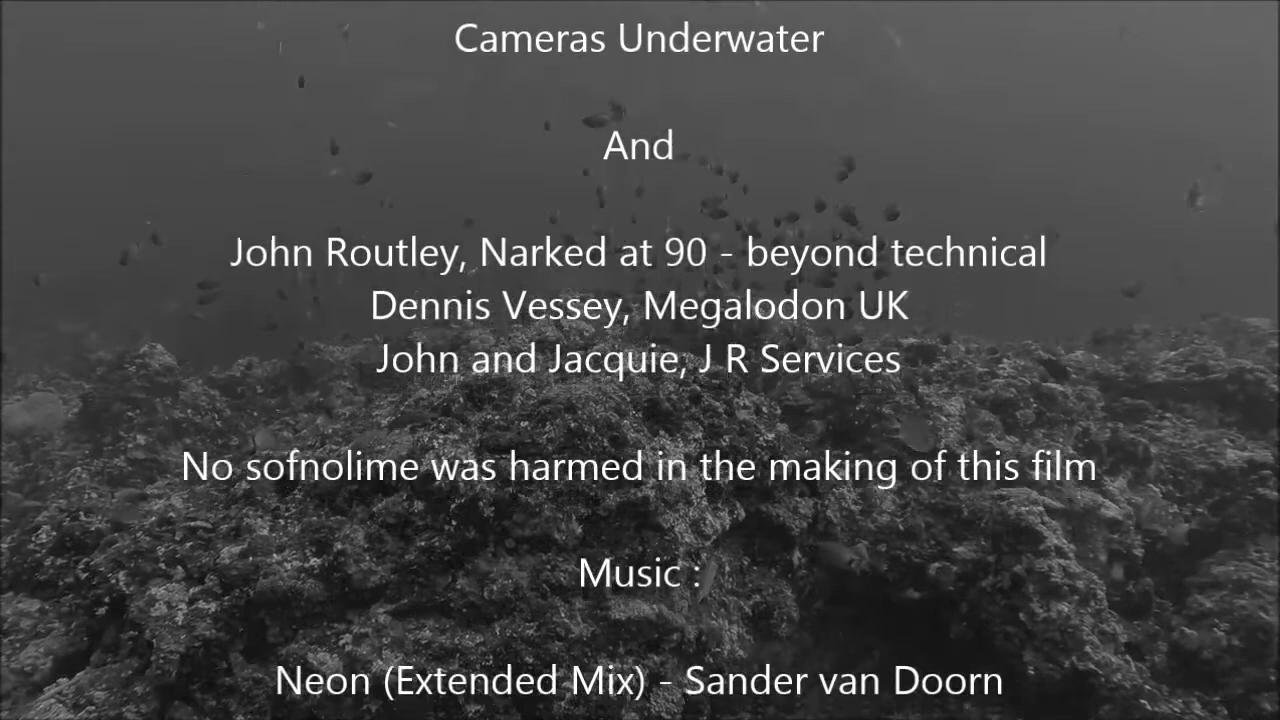 Cameras Underwater
And
John Routley, Narked at 90 - beyond technical
Dennis Vessey, Megalodon UK
John and Jacquie, J R Services
No sofnolime was harmed in the making of this film
Music :
Neon (Extended Mix) - Sander van Doorn